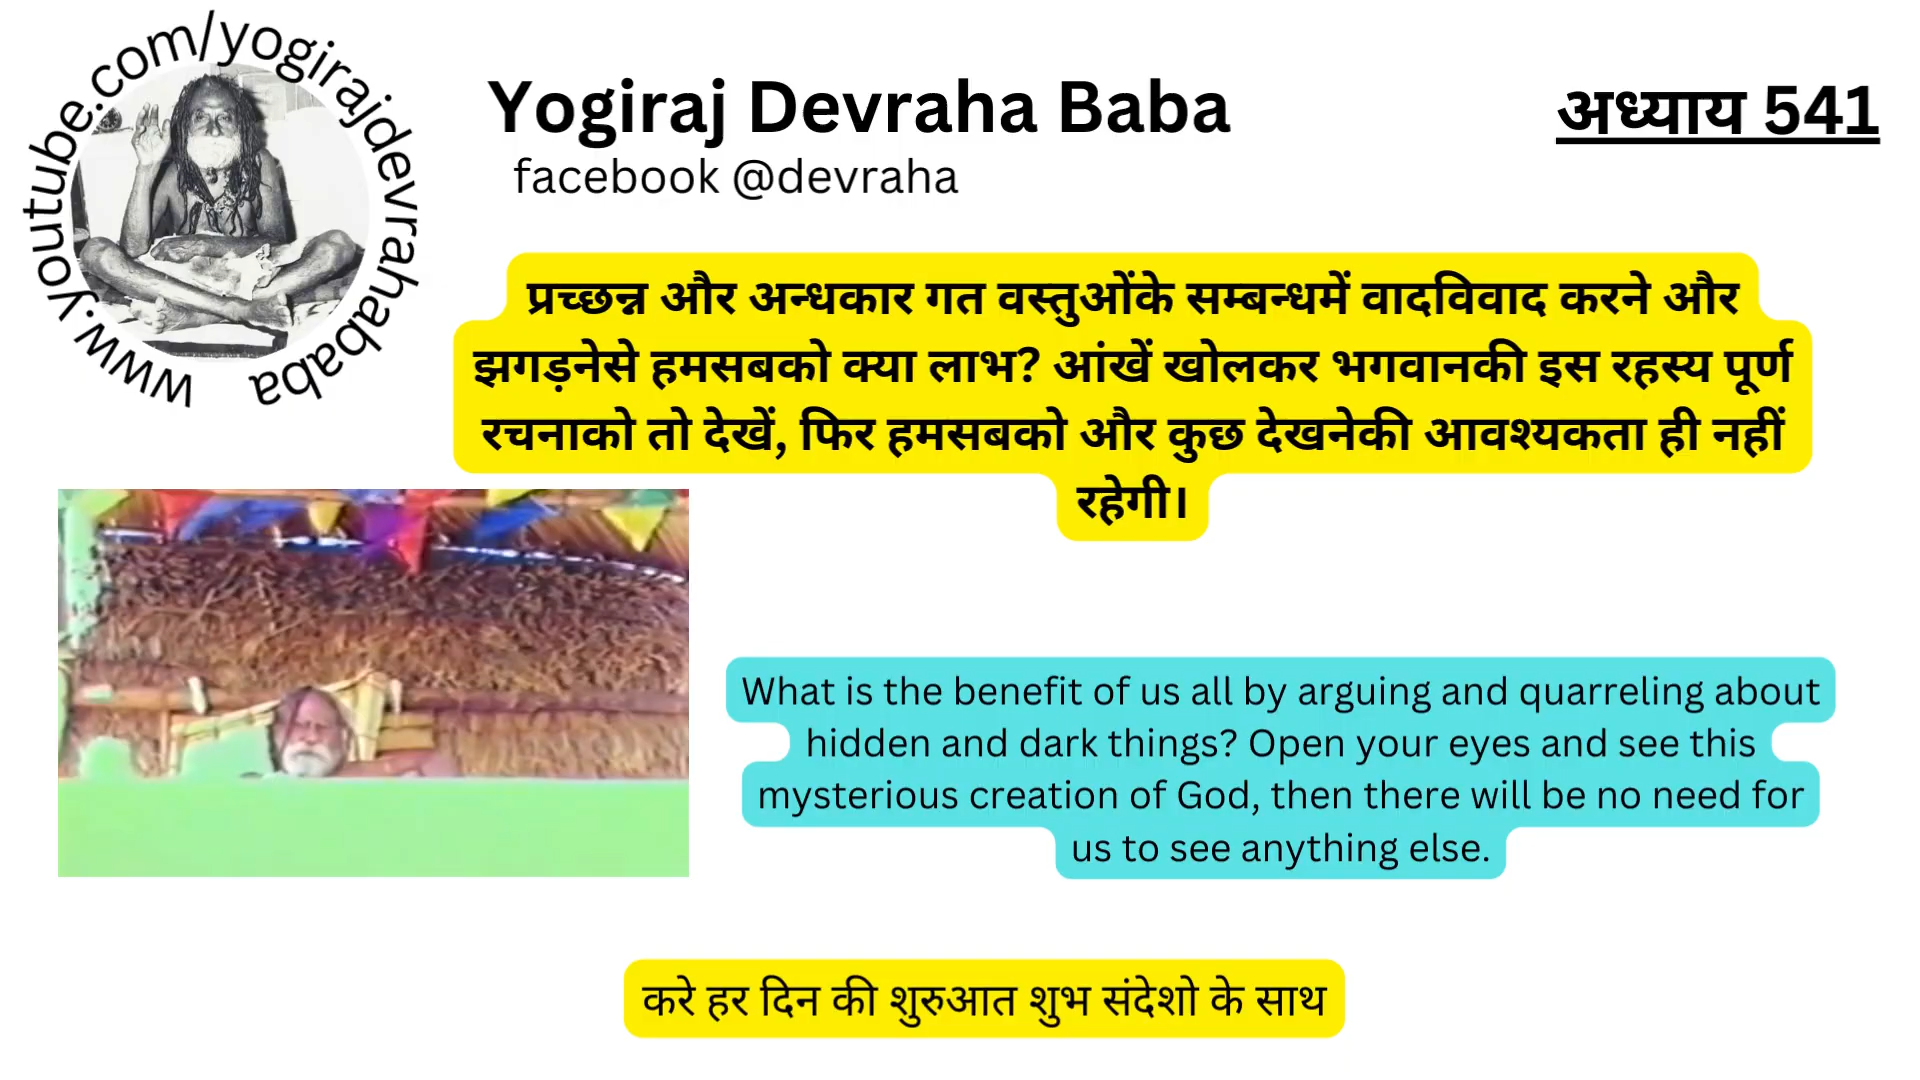 www.youtube.com/yogirajdevrahababa
Yogiraj Devraha Baba
facebook @devraha
अध्याय 541
प्रच्छन्न और अन्धकार गत वस्तुओंके सम्बन्धमें वादविवाद करने और
झगड़नेसे हमसबको क्या लाभ? आंखें खोलकर भगवानकी इस रहस्य पूर्ण
रचनाको तो देखें, फिर हमसबको और कुछ देखनेकी आवश्यकता ही नहीं
रहेगी।
What is the benefit of us all by arguing and quarreling about
hidden and dark things? Open your eyes and see this
mysterious creation of God, then there will be no need for
us to see anything else.
करे हर दिन की शुरुआत शुभ संदेशो के साथ